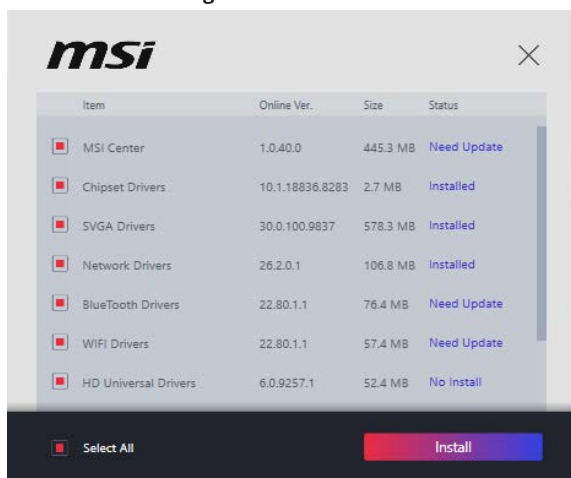 msi
Item Online Ver. Size Status
MSI Center 1.0.40.0 445.3 MB Need Update
Chipset Drivers 10.1.18836.8283 2.7 MB Installed
SVGA Drivers 30.0.100.9837 578.3 MB Installed
Network Drivers 26.2.0.1 106.8 MB Installed
BlueTooth Drivers 22.80.1.1 76.4 MB Need Update
WIFI Drivers 22.80.1.1 57.4 MB Need Update
HD Universal Drivers 6.0.9257.1 52.4 MB No Install
Select All Install